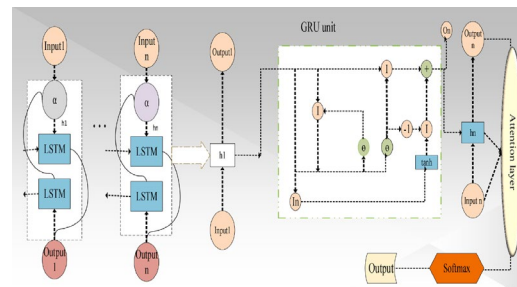 Input1
α
h1
LSTM
LSTM
Output
1
...
Input
n
α
hn
LSTM
LSTM
Output
n
Output1
h1
Input1
GRU unit
I
I
+
-1
I
θ
θ
tanh
In
On
Output
n
hn
Input n
Attention layer
Output
Softmax